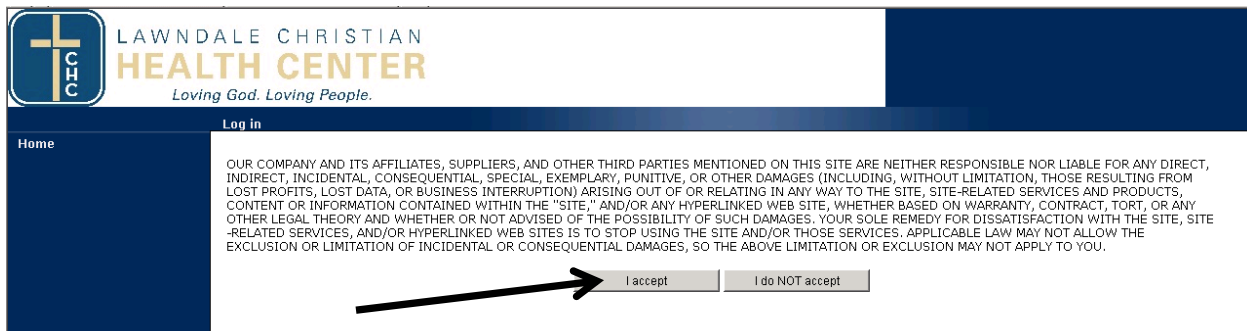 LAWNDALE CHRISTIAN
HEALTH CENTER
Loving God. Loving People.
CHC
Log in
Home
OUR COMPANY AND ITS AFFILIATES, SUPPLIERS, AND OTHER THIRD PARTIES MENTIONED ON THIS SITE ARE NEITHER RESPONSIBLE NOR LIABLE FOR ANY DIRECT,
INDIRECT, INCIDENTAL, CONSEQUENTIAL, SPECIAL, EXEMPLARY, PUNITIVE, OR OTHER DAMAGES (INCLUDING, WITHOUT LIMITATION, THOSE RESULTING FROM
LOST PROFITS, LOST DATA, OR BUSINESS INTERRUPTION) ARISING OUT OF OR RELATING IN ANY WAY TO THE SITE, SITE-RELATED SERVICES AND PRODUCTS,
CONTENT OR INFORMATION CONTAINED WITHIN THE "SITE," AND/OR ANY HYPERLINKED WEB SITE, WHETHER BASED ON WARRANTY, CONTRACT, TORT, OR ANY
OTHER LEGAL THEORY AND WHETHER OR NOT ADVISED OF THE POSSIBILITY OF SUCH DAMAGES. YOUR SOLE REMEDY FOR DISSATISFACTION WITH THE SITE, SITE
-RELATED SERVICES, AND/OR HYPERLINKED WEB SITES IS TO STOP USING THE SITE AND/OR THOSE SERVICES. APPLICABLE LAW MAY NOT ALLOW THE
EXCLUSION OR LIMITATION OF INCIDENTAL OR CONSEQUENTIAL DAMAGES, SO THE ABOVE LIMITATION OR EXCLUSION MAY NOT APPLY TO YOU.
I accept
I do NOT accept